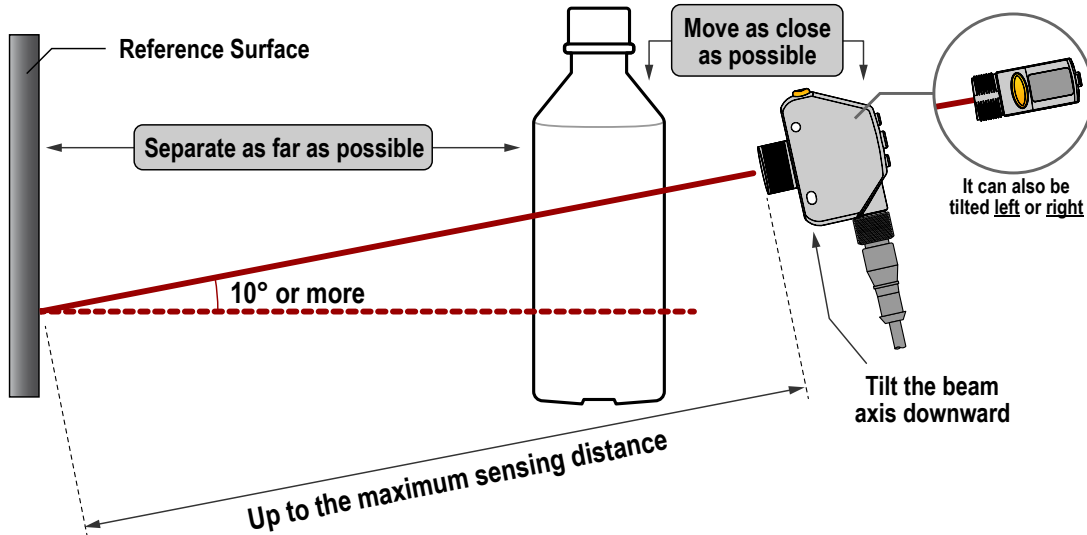 Reference Surface
Move as close
as possible
Separate as far as possible
It can also be
tilted left or right
10° or more
Tilt the beam
axis downward
Up to the maximum sensing distance